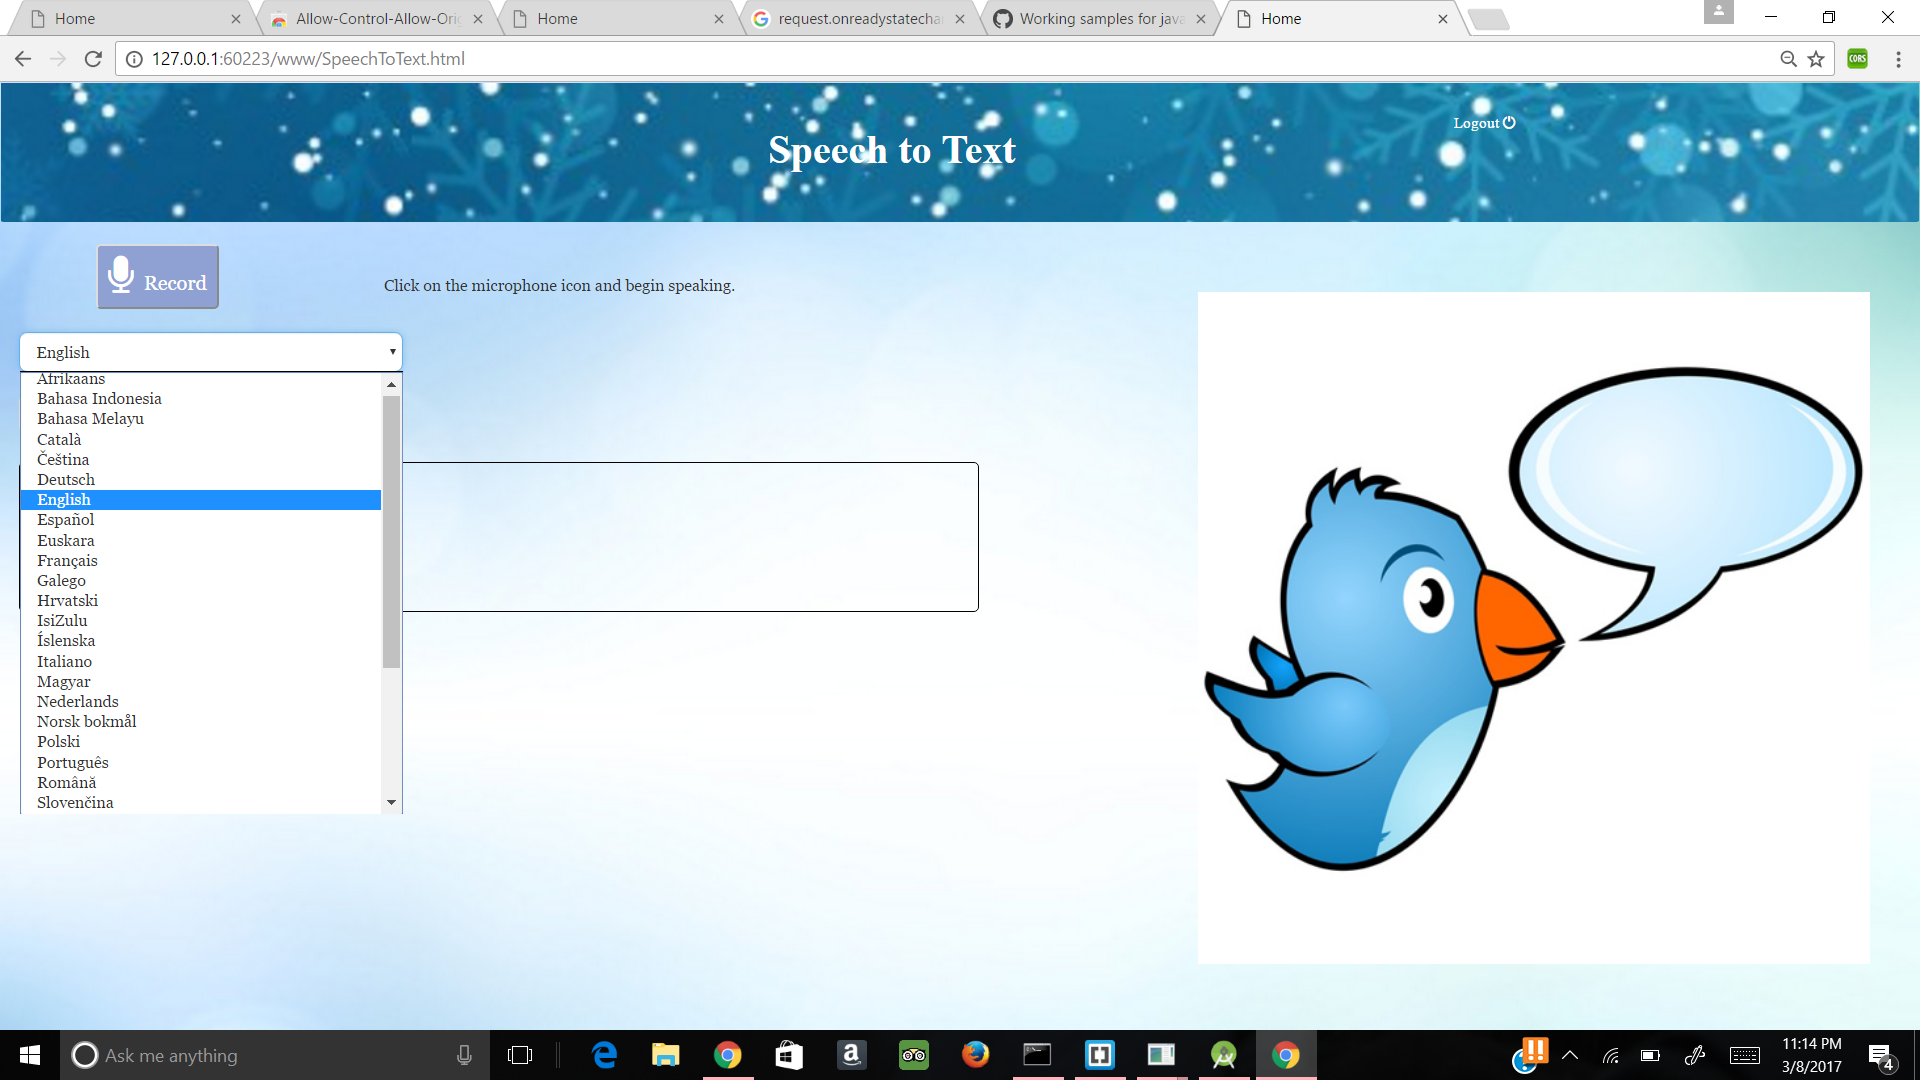 Home
Allow-Control-Allow-Ori
Home
request.onreadystatecha
Working samples for java
Home
127.0.0.1:60223/www/SpeechToText.html
CORS
Logout
Speech to Text
Record
Click on the microphone icon and begin speaking.
English
Afrikaans
Bahasa Indonesia
Bahasa Melayu
Català
Čeština
Deutsch
English
Español
Euskara
Français
Galego
Hrvatski
IsiZulu
Íslenska
Italiano
Magyar
Nederlands
Norsk bokmål
Polski
Português
Română
Slovenčina
Ask me anything
11:14 PM
3/8/2017
4